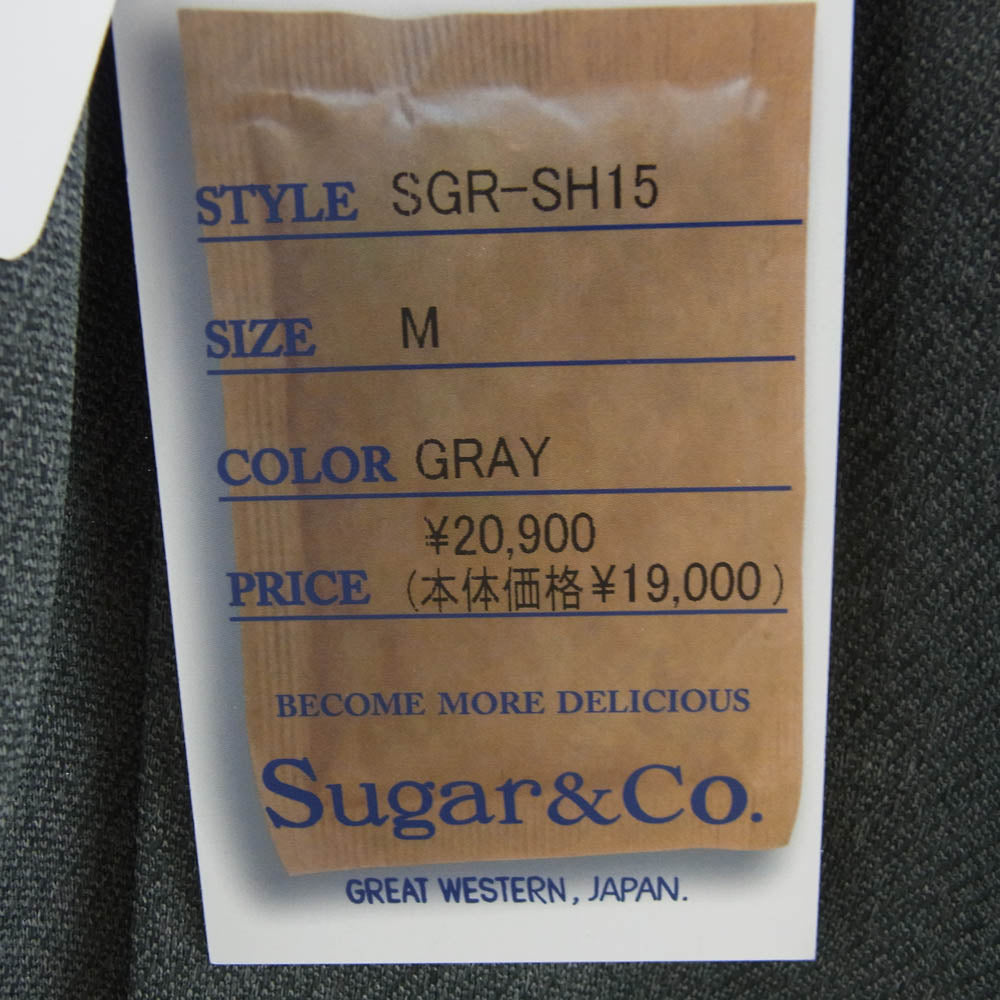 STYLE SGR-SH15
SIZE M
COLOR GRAY
¥20,900
PRICE (本体価格¥19,000)
BECOME MORE DELICIOUS
Sugar&Co.
GREAT WESTERN, JAPAN.